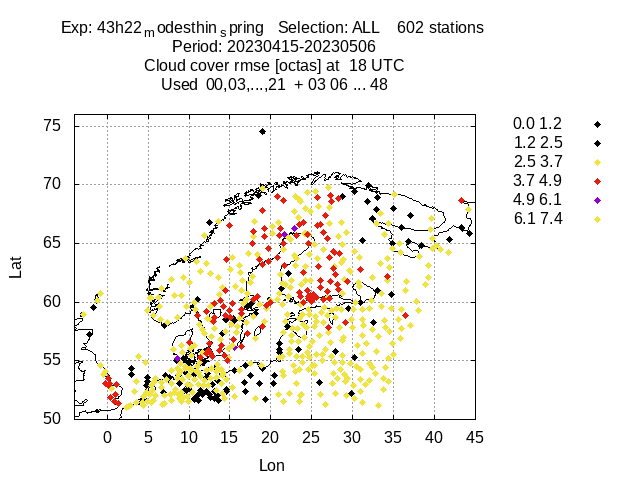 Exp: 43h22modesthinspring   Selection: ALL    602 stations
Period: 20230415-20230506
Cloud cover rmse [octas] at  18 UTC
Used  00,03,...,21  + 03 06 ... 48
75
70
65
60
55
50
Lat
0 5 10 15 20 25 30 35 40 45
Lon
0.0 1.2
1.2 2.5
2.5 3.7
3.7 4.9
4.9 6.1
6.1 7.4